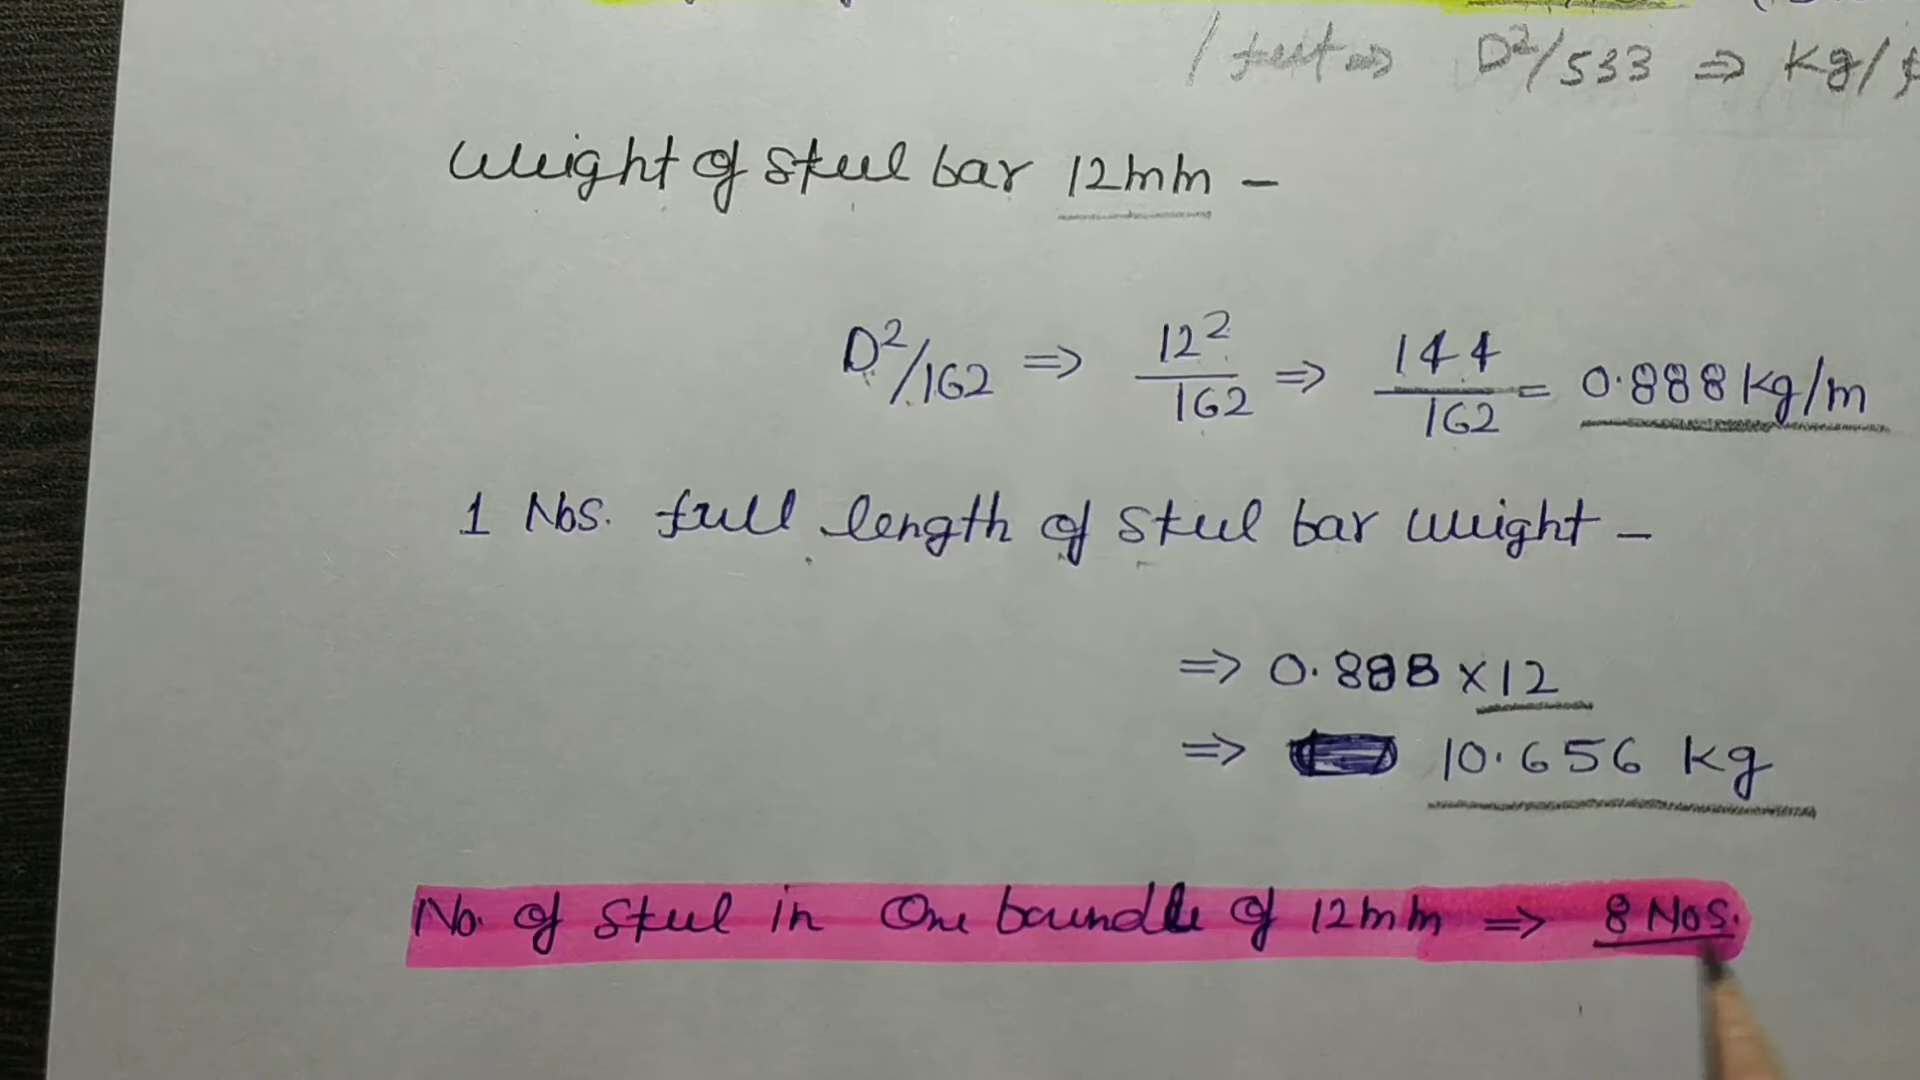 / feet ⇒ D²/533 ⇒ Kg/f
Weight of steel bar 12mm –
D²/162 ⇒ 12²/162 ⇒ 144/162 = 0.888 kg/m
1 Nos. full length of steel bar weight –
⇒ 0.888 × 12
⇒ 10.656 kg
No. of steel in One boundle of 12mm ⇒ 8 Nos.